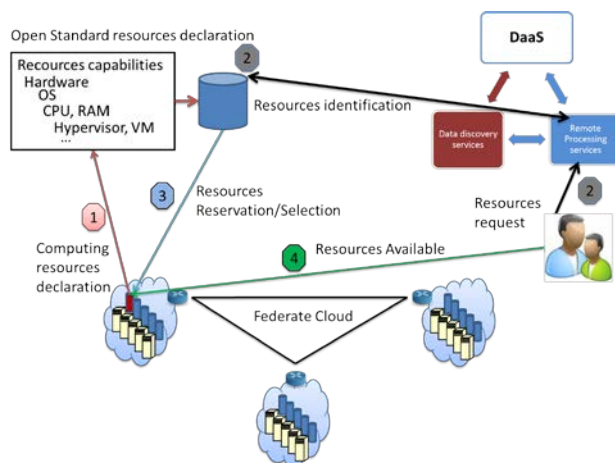 Open Standard resources declaration
Recources capabilities
Hardware
OS
CPU, RAM
Hypervisor, VM
...
2
Resources identification
DaaS
Data discovery
services
Remote
Processing
services
2
Resources
request
3
Resources
Reservation/Selection
1
Computing
resources
declaration
4
Resources Available
Federate Cloud